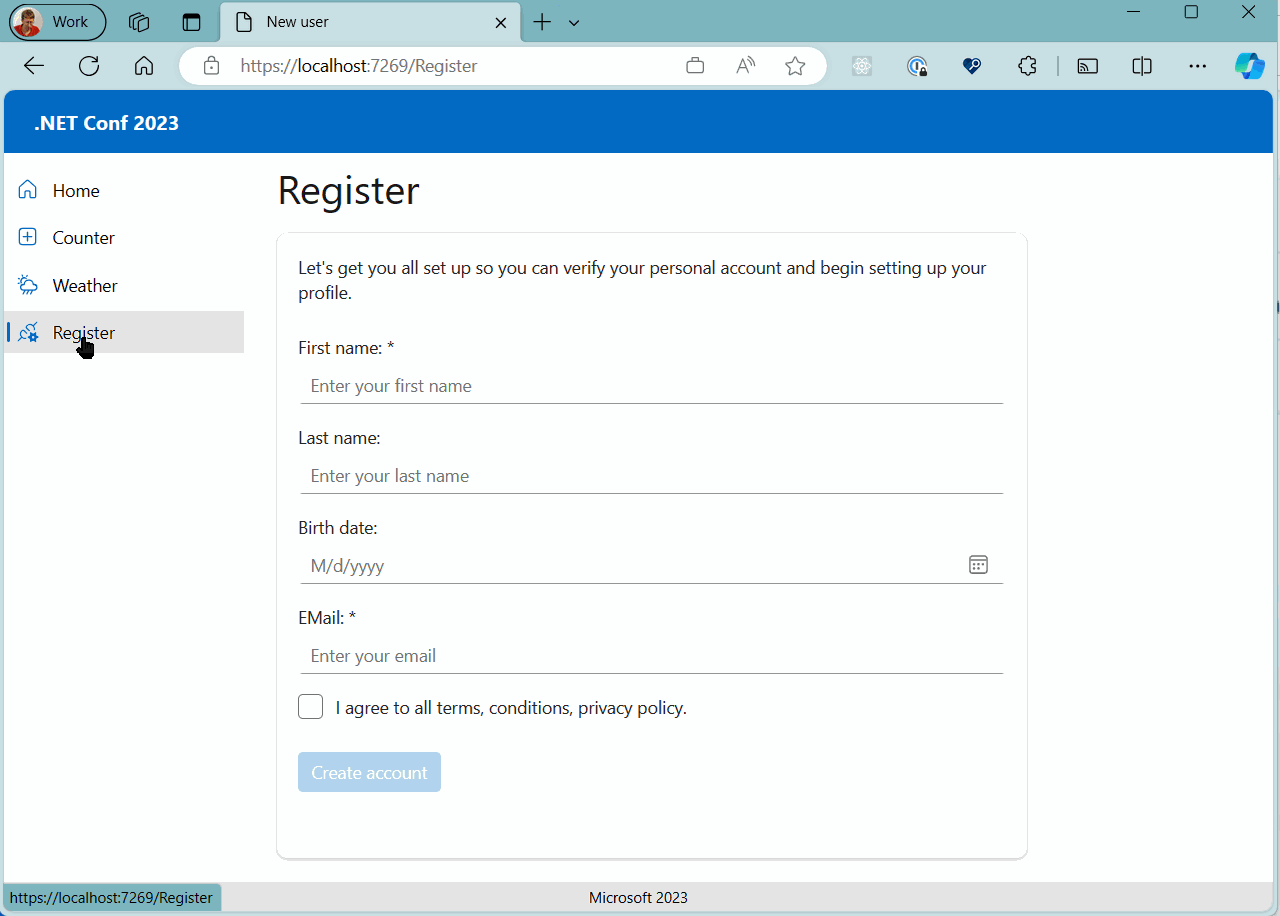 Work
New user
https://localhost:7269/Register
.NET Conf 2023
Home
Counter
Weather
Register
Register
Let's get you all set up so you can verify your personal account and begin setting up your
profile.
First name: *
Enter your first name
Last name:
Enter your last name
Birth date:
M/d/yyyy
EMail: *
Enter your email
I agree to all terms, conditions, privacy policy.
Create account
https://localhost:7269/Register
Microsoft 2023